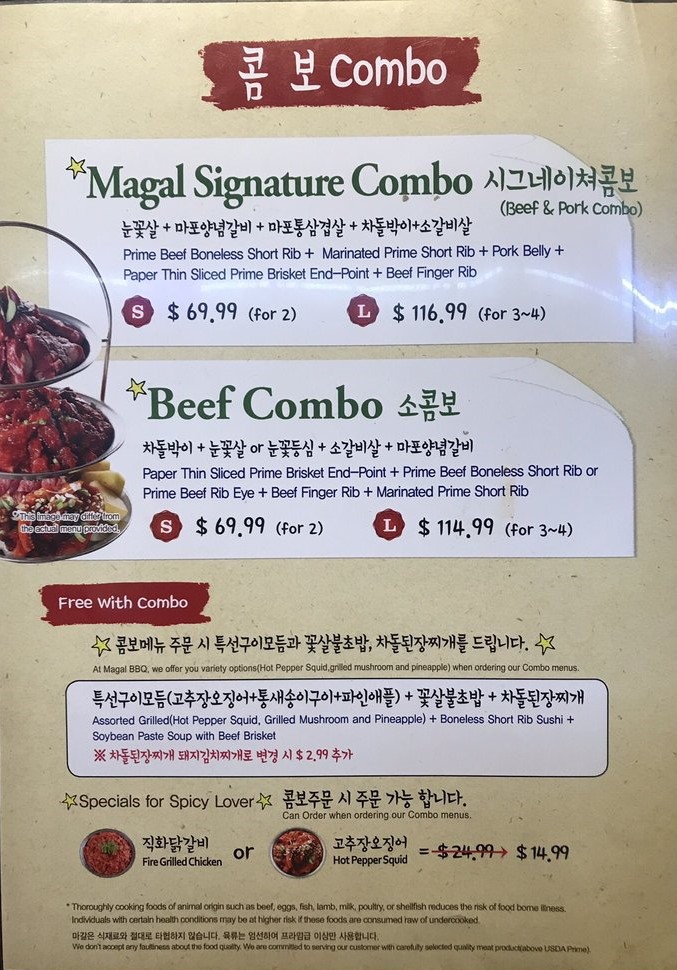 콤 보 Combo
Magal Signature Combo 시그네이쳐콤보
(Beef & Pork Combo)
눈꽃살 + 마포양념갈비 + 마포통삼겹살 + 차돌박이+소갈비살
Prime Beef Boneless Short Rib + Marinated Prime Short Rib + Pork Belly +
Paper Thin Sliced Prime Brisket End-Point + Beef Finger Rib
S $ 69.99 (for 2) L $ 116.99 (for 3~4)
Beef Combo 소콤보
차돌박이 + 눈꽃살 or 눈꽃등심 + 소갈비살 + 마포양념갈비
Paper Thin Sliced Prime Brisket End-Point + Prime Beef Boneless Short Rib or
Prime Beef Rib Eye + Beef Finger Rib + Marinated Prime Short Rib
*This image may differ from
the actual menu provided.
S $ 69.99 (for 2) L $ 114.99 (for 3~4)
Free With Combo
콤보메뉴 주문 시 특선구이모듬과 꽃살불초밥, 차돌된장찌개를 드립니다.
At Magal BBQ, we offer you variety options(Hot Pepper Squid,grilled mushroom and pineapple) when ordering our Combo menus.
특선구이모듬(고추장오징어+통새송이구이+파인애플) + 꽃살불초밥 + 차돌된장찌개
Assorted Grilled(Hot Pepper Squid, Grilled Mushroom and Pineapple) + Boneless Short Rib Sushi +
Soybean Paste Soup with Beef Brisket
※ 차돌된장찌개 돼지김치찌개로 변경 시 $ 2.99 추가
Specials for Spicy Lover 콤보주문 시 주문 가능 합니다.
Can Order when ordering our Combo menus.
직화닭갈비
Fire Grilled Chicken
or
고추장오징어
Hot Pepper Squid
= $ 24.99 → $ 14.99
* Thoroughly cooking foods of animal origin such as beef, eggs, fish, lamb, milk, poultry, or shellfish reduces the risk of food borne illness.
Individuals with certain health conditions may be at higher risk if these foods are consumed raw of undercooked.
마갈은 식재료와 절대로 타협하지 않습니다. 육류는 엄선하여 프라임급 이상만 사용합니다.
We don't accept any faultiness about the food quality. We are committed to serving our customer with carefully selected quality meat product(above USDA Prime)